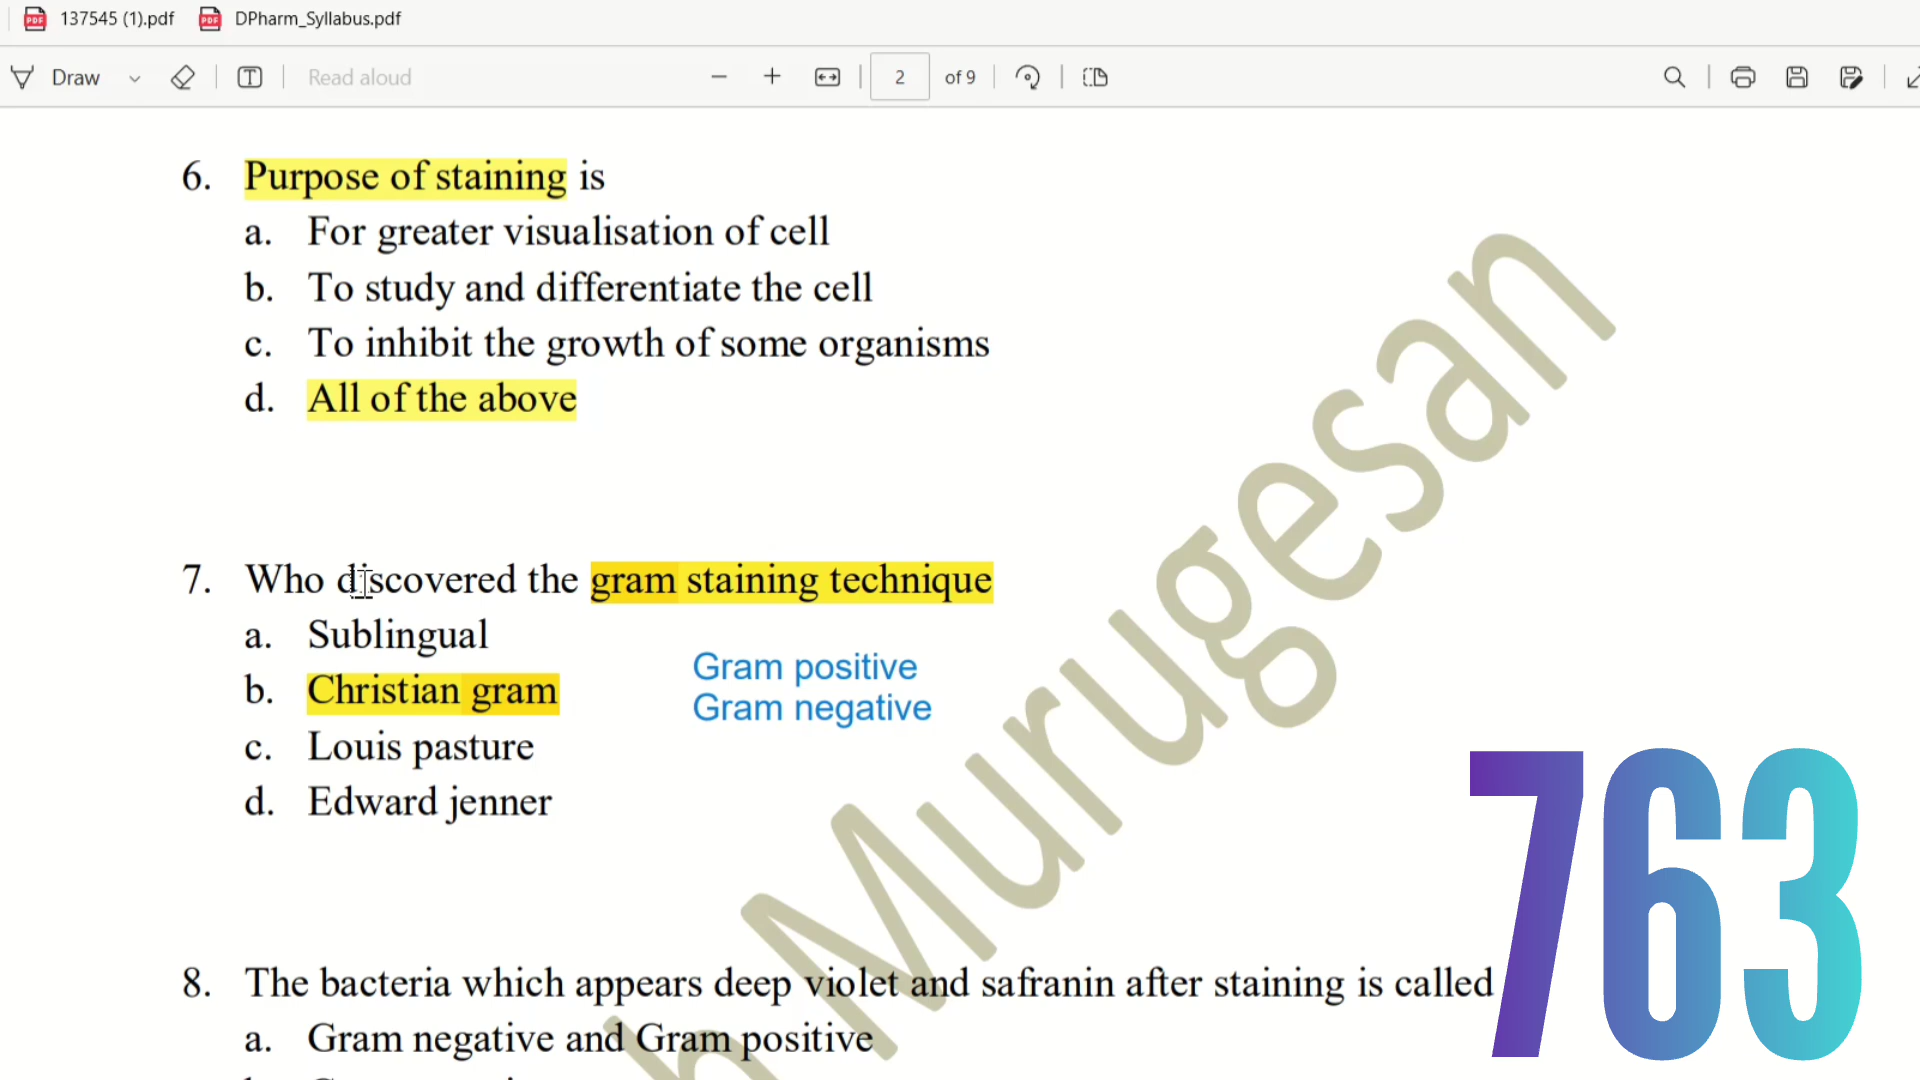 137545 (1).pdf DPharm_Syllabus.pdf
Draw Read aloud 2 of 9
6. Purpose of staining is
a. For greater visualisation of cell
b. To study and differentiate the cell
c. To inhibit the growth of some organisms
d. All of the above
7. Who discovered the gram staining technique
a. Sublingual
b. Christian gram
c. Louis pasture
d. Edward jenner
Gram positive
Gram negative
Murugesan
763
8. The bacteria which appears deep violet and safranin after staining is called
a. Gram negative and Gram positive